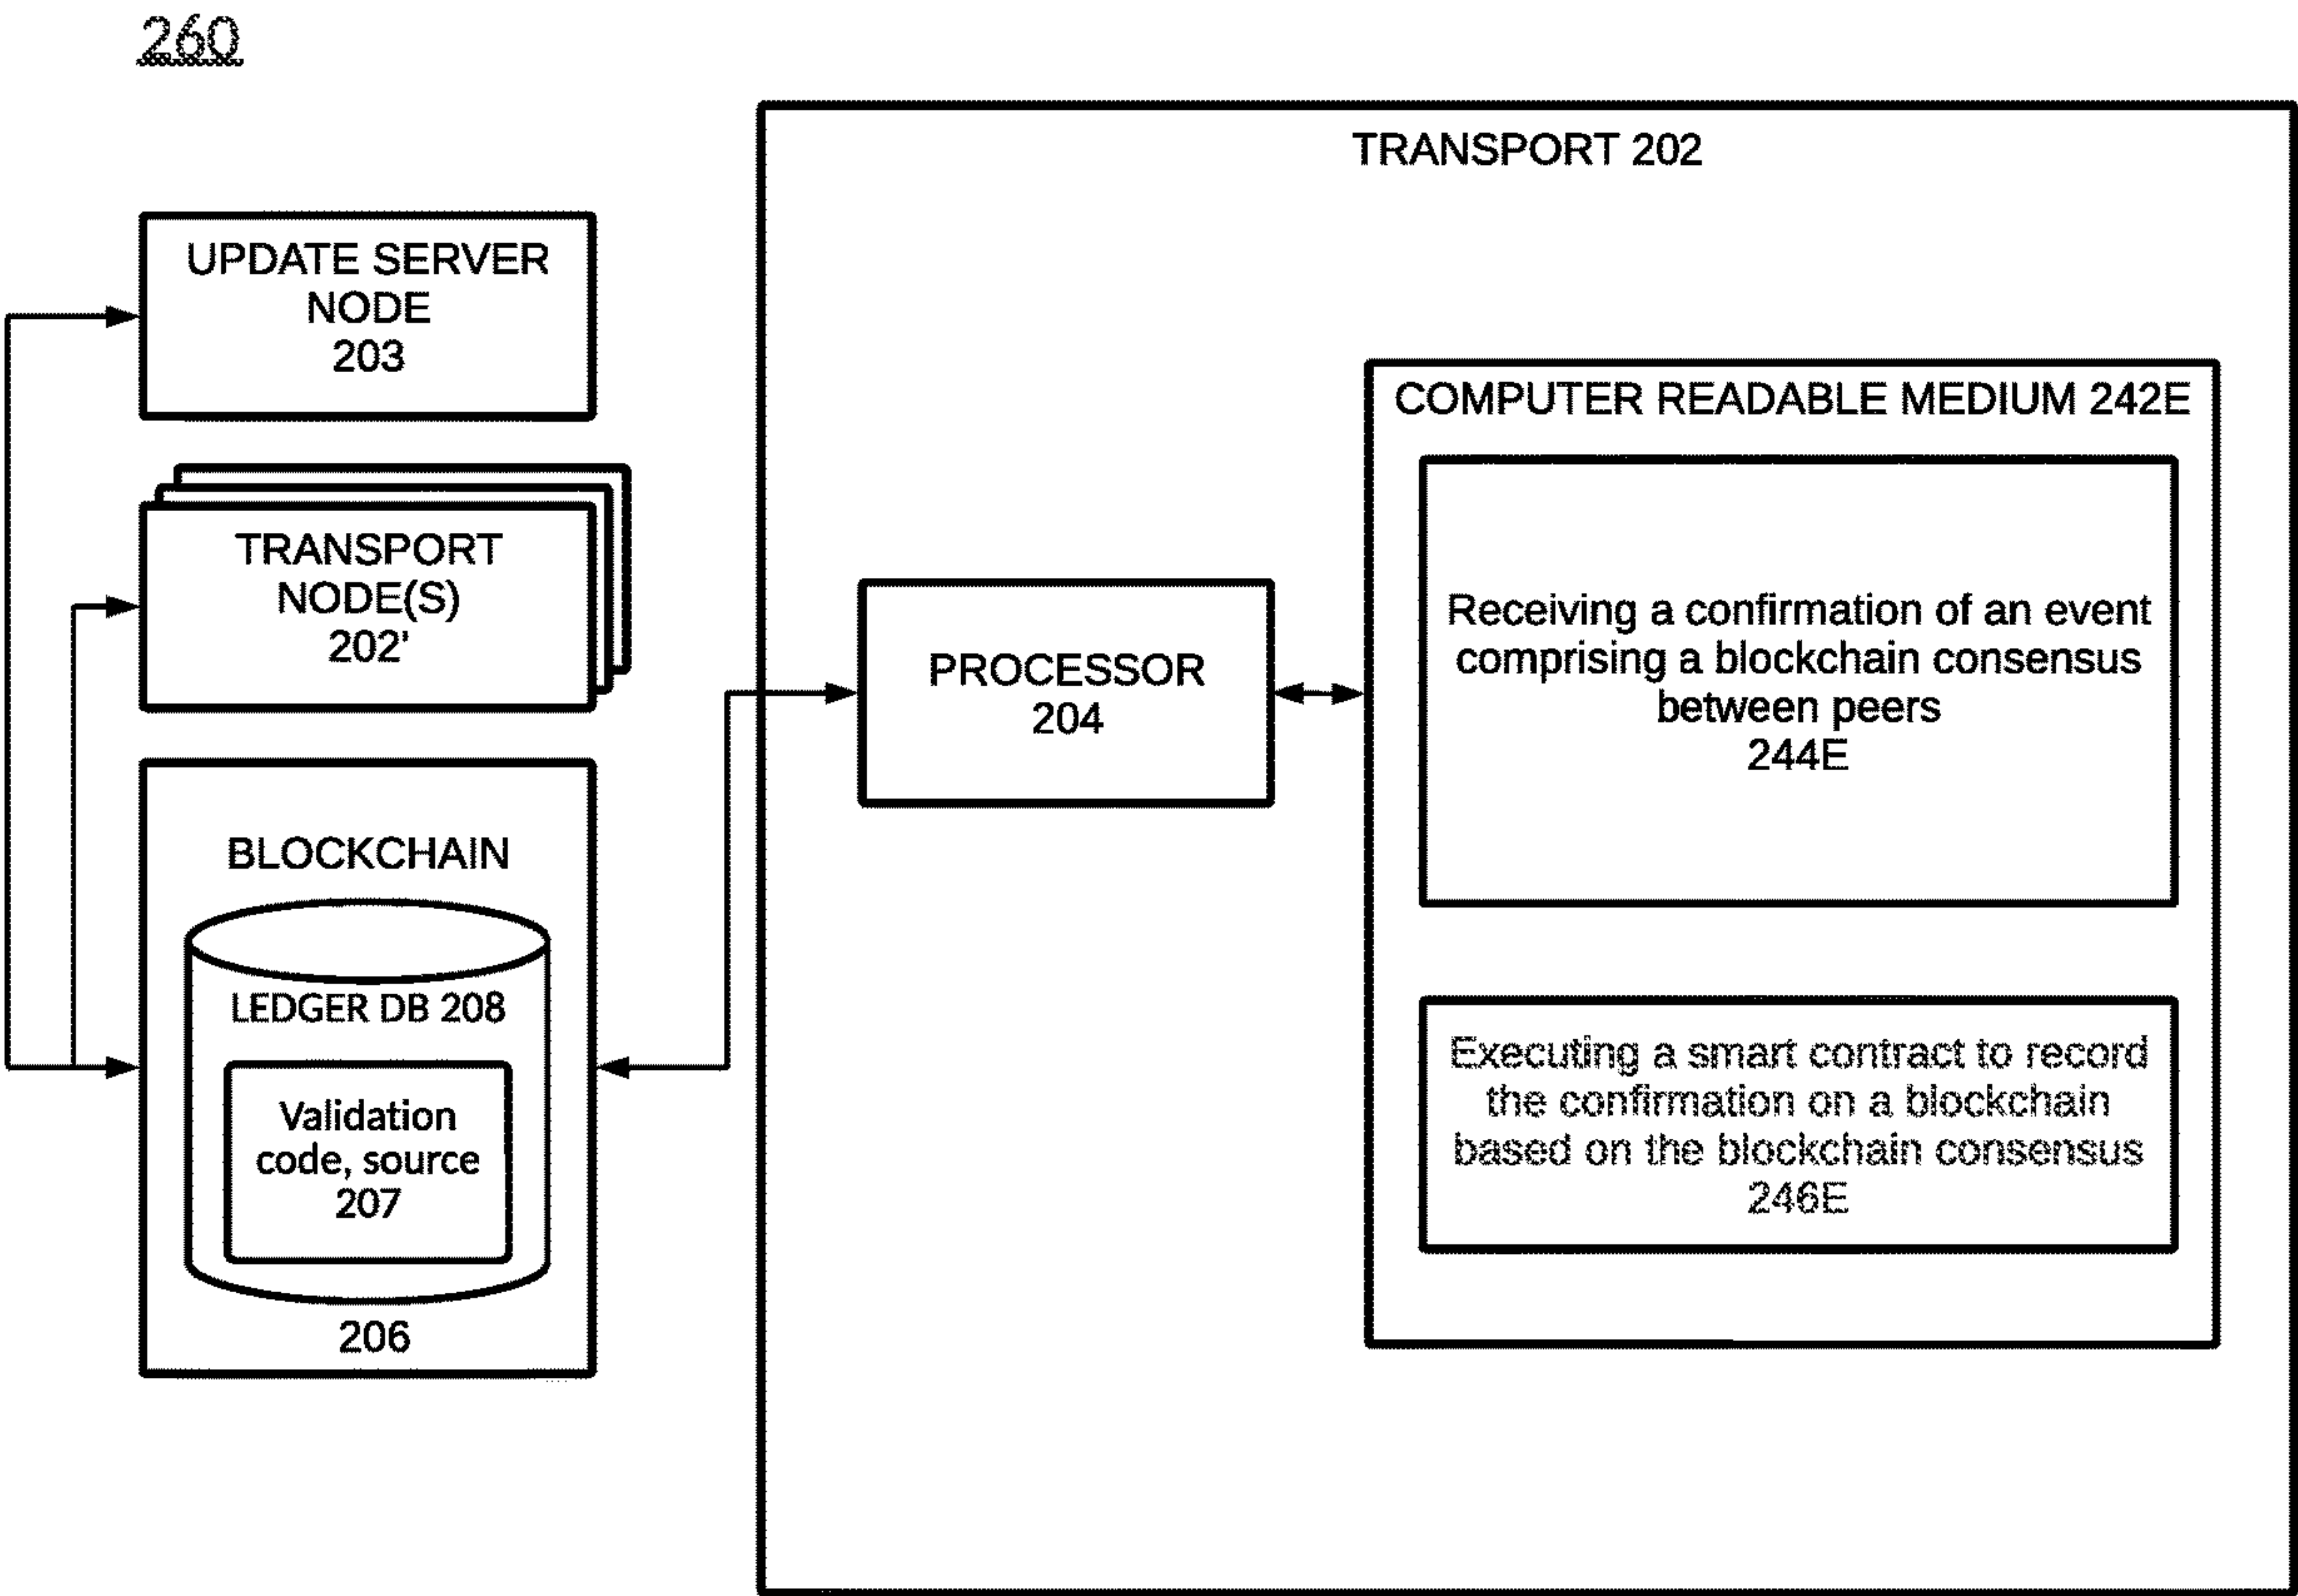 260
TRANSPORT 202
UPDATE SERVER
NODE
203
TRANSPORT
NODE(S)
202'
BLOCKCHAIN
LEDGER DB 208
Validation
code, source
207
206
PROCESSOR
204
COMPUTER READABLE MEDIUM 242E
Receiving a confirmation of an event
comprising a blockchain consensus
between peers
244E
Executing a smart contract to record
the confirmation on a blockchain
based on the blockchain consensus
246E